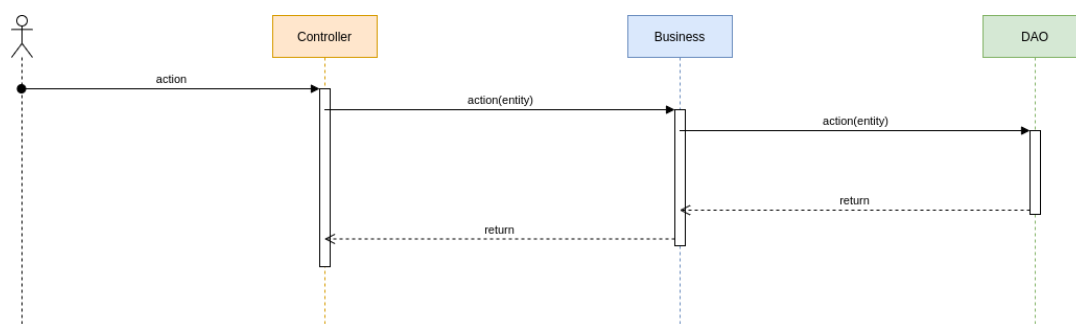 Controller
Business
DAO
action
action(entity)
action(entity)
return
return